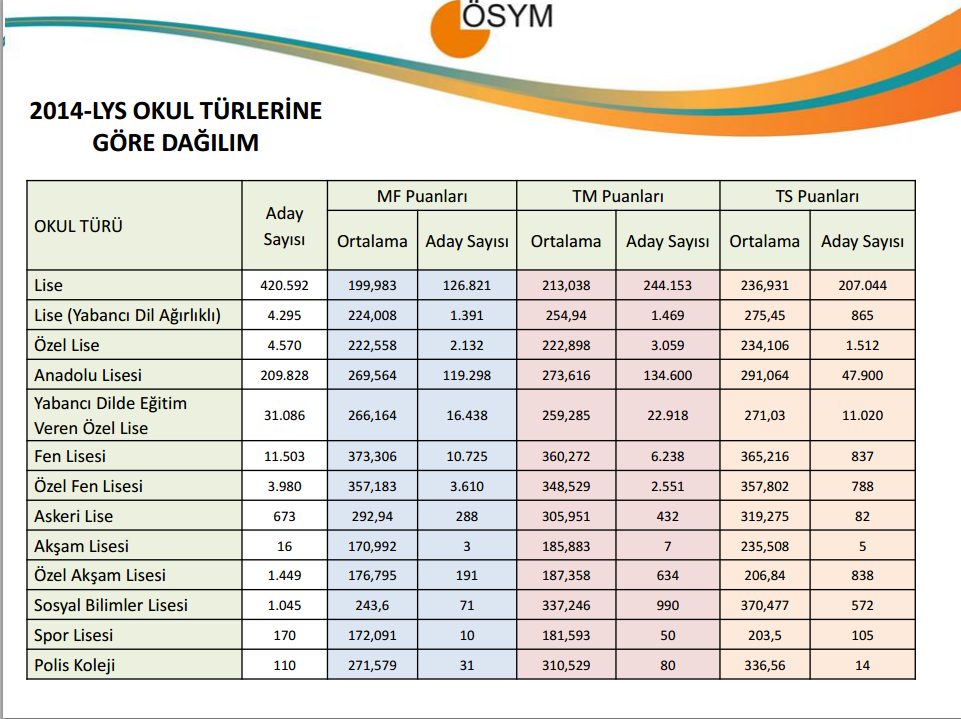 ÖSYM
2014-LYS OKUL TÜRLERİNE
GÖRE DAĞILIM
OKUL TÜRÜ Aday Sayısı MF Puanları TM Puanları TS Puanları
Ortalama Aday Sayısı Ortalama Aday Sayısı Ortalama Aday Sayısı
Lise 420.592 199,983 126.821 213,038 244.153 236,931 207.044
Lise (Yabancı Dil Ağırlıklı) 4.295 224,008 1.391 254,94 1.469 275,45 865
Özel Lise 4.570 222,558 2.132 222,898 3.059 234,106 1.512
Anadolu Lisesi 209.828 269,564 119.298 273,616 134.600 291,064 47.900
Yabancı Dilde Eğitim
Veren Özel Lise 31.086 266,164 16.438 259,285 22.918 271,03 11.020
Fen Lisesi 11.503 373,306 10.725 360,272 6.238 365,216 837
Özel Fen Lisesi 3.980 357,183 3.610 348,529 2.551 357,802 788
Askeri Lise 673 292,94 288 305,951 432 319,275 82
Akşam Lisesi 16 170,992 3 185,883 7 235,508 5
Özel Akşam Lisesi 1.449 176,795 191 187,358 634 206,84 838
Sosyal Bilimler Lisesi 1.045 243,6 71 337,246 990 370,477 572
Spor Lisesi 170 172,091 10 181,593 50 203,5 105
Polis Koleji 110 271,579 31 310,529 80 336,56 14